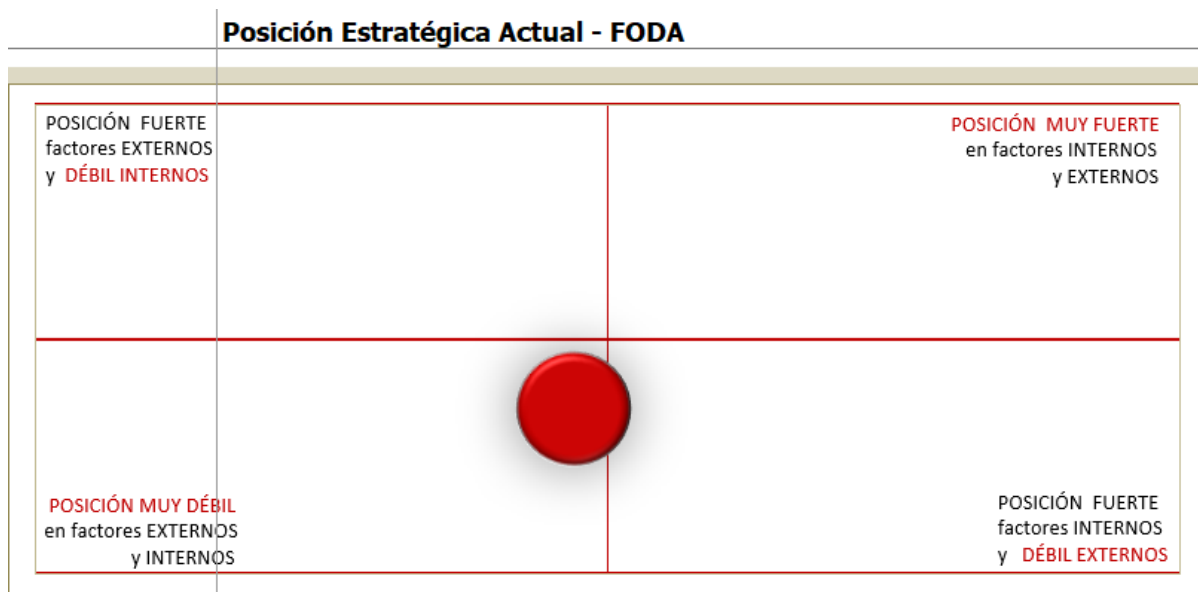 Posición Estratégica Actual - FODA
POSICIÓN FUERTE
factores EXTERNOS
y DÉBIL INTERNOS
POSICIÓN MUY FUERTE
en factores INTERNOS
y EXTERNOS
POSICIÓN MUY DÉBIL
en factores EXTERNOS
y INTERNOS
POSICIÓN FUERTE
factores INTERNOS
y DÉBIL EXTERNOS